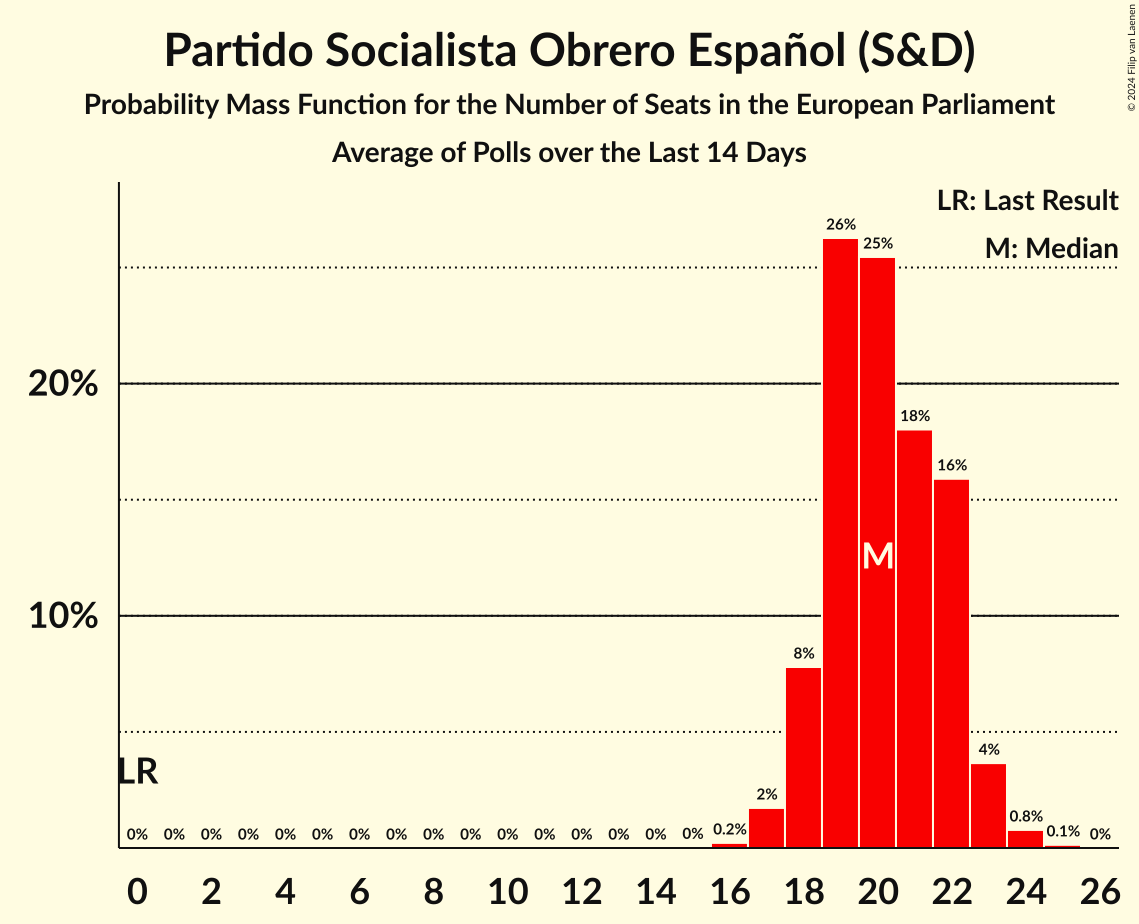 Partido Socialista Obrero Español (S&D)
Probability Mass Function for the Number of Seats in the European Parliament
Average of Polls over the Last 14 Days
© 2024 Filip van Laenen
LR: Last Result
M: Median
26%
25%
20%
18%
16%
M
10%
8%
4%
LR
2%
0% 0% 0% 0% 0% 0% 0% 0% 0% 0% 0% 0% 0% 0% 0% 0% 0.2% 0.8% 0.1% 0%
0 2 4 6 8 10 12 14 16 18 20 22 24 26